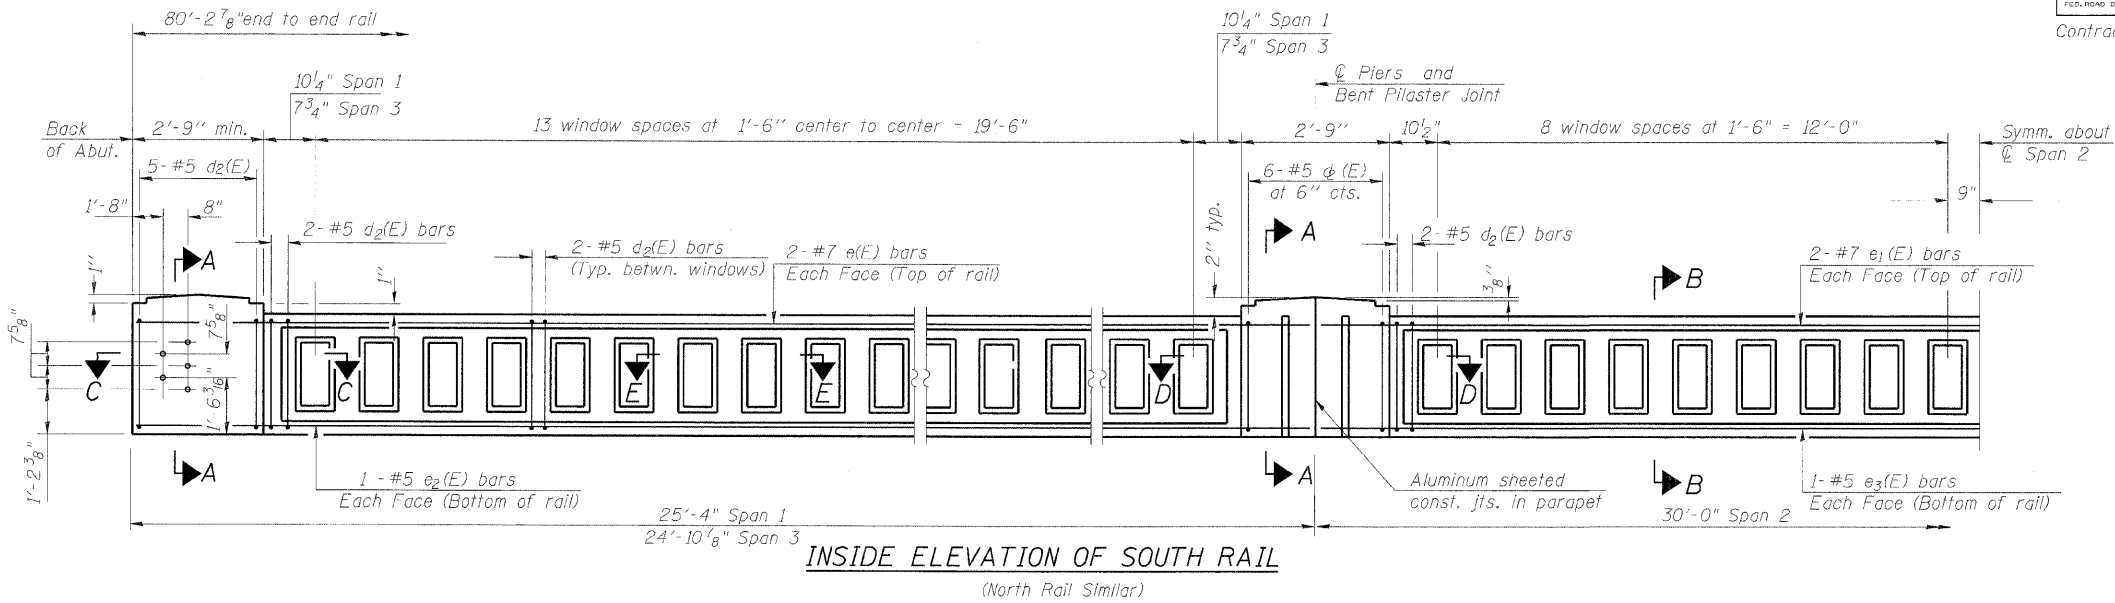 80'-2 7/8" end to end rail
10 1/4" Span 1
7 3/4" Span 3
FED. ROAD D
Contrac
10 1/4" Span 1
7 3/4" Span 3
℄ Piers and
Bent Pilaster Joint
Back
of Abut.
2'-9" min.
13 window spaces at 1'-6" center to center = 19'-6"
2'-9"
10 1/2"
8 window spaces at 1'-6" = 12'-0"
Symm. about
℄ Span 2
5- #5 d2(E)
6- #5 d (E)
at 6" cts.
9"
1'-8"
8"
2- #5 d2(E) bars
2- #5 d2(E) bars
(Typ. betwn. windows)
2- #7 e(E) bars
Each Face (Top of rail)
2" typ.
2- #5 d2(E) bars
2- #7 e1(E) bars
Each Face (Top of rail)
A
A
B
1"
1"
3/8"
7 5/8"
7 5/8"
C
C
E
E
D
D
1'-6 3/16"
1'-2 3/8"
A
A
B
1 - #5 e2(E) bars
Each Face (Bottom of rail)
Aluminum sheeted
const. jts. in parapet
1- #5 e3(E) bars
Each Face (Bottom of rail)
25'-4" Span 1
24'-10 1/8" Span 3
30'-0" Span 2
INSIDE ELEVATION OF SOUTH RAIL
(North Rail Similar)